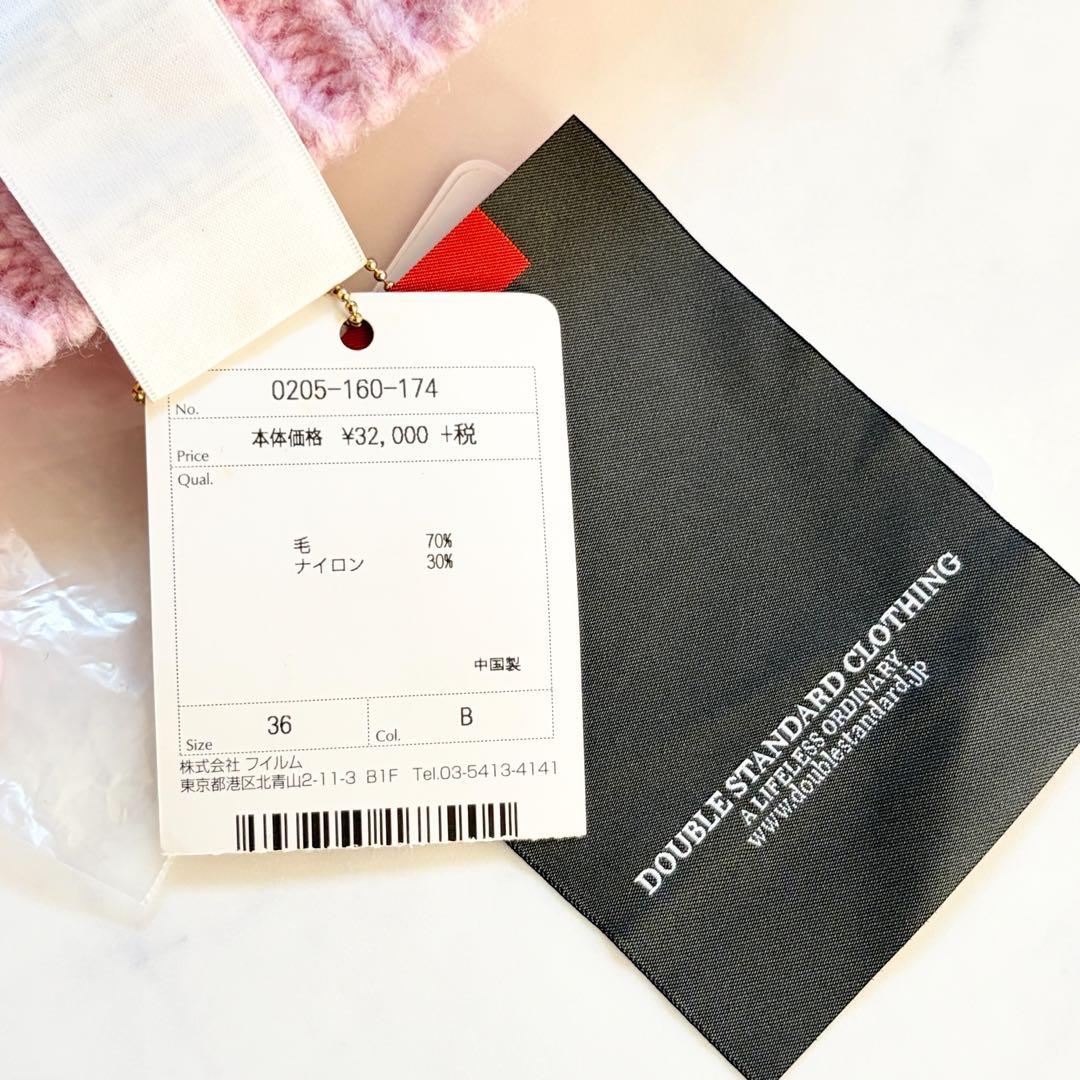 No. 0205-160-174
Price 本体価格 ¥32,000 +税
Qual.
毛 70%
ナイロン 30%
中国製
Size 36 Col. B
株式会社 フイルム
東京都港区北青山2-11-3 B1F Tel.03-5413-4141
DOUBLE STANDARD CLOTHING
A LIFELESS ORDINARY
www.doublestandard.jp